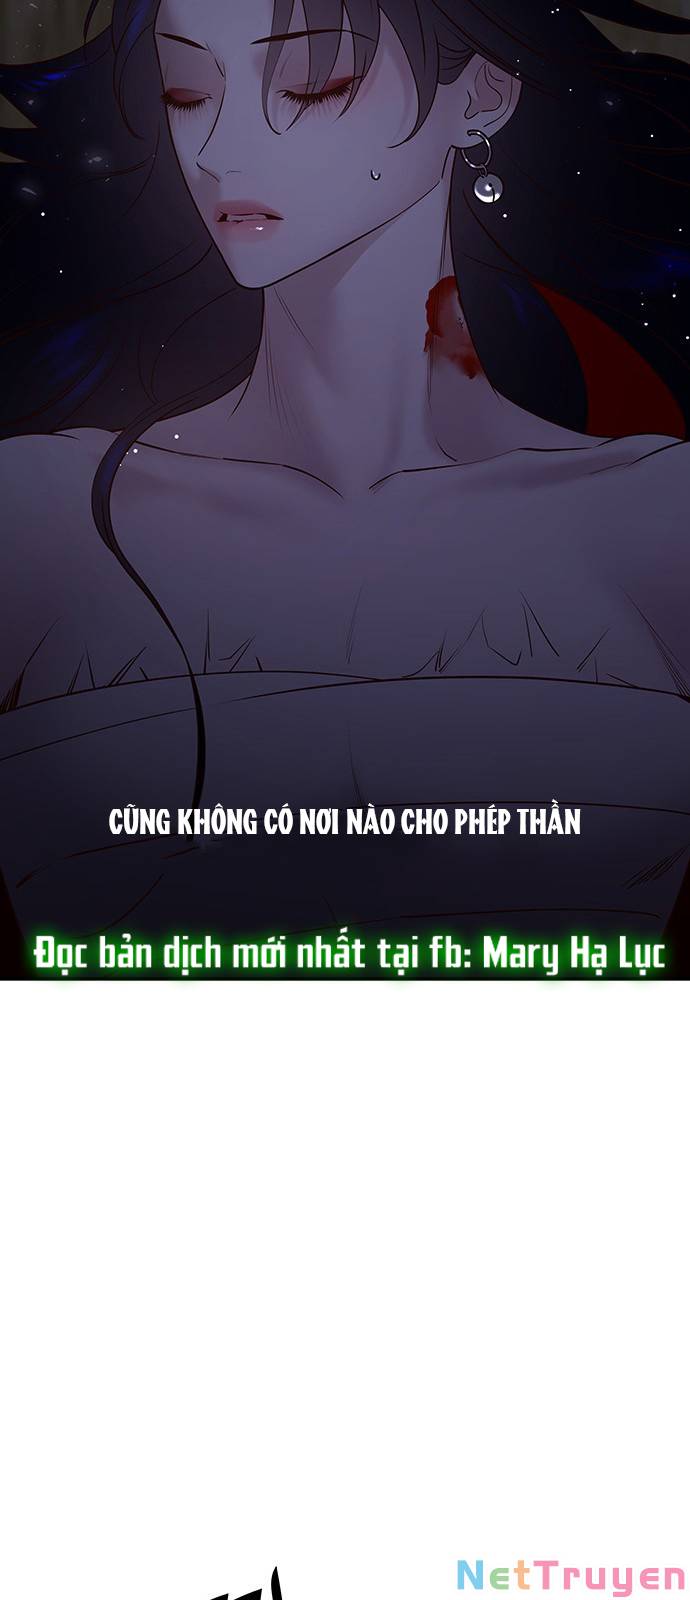 CŨNG KHÔNG CÓ NƠI NÀO CHO PHÉP THẦN
Đọc bản dịch mới nhất tại fb: Mary Hạ Lục
NetTruyen